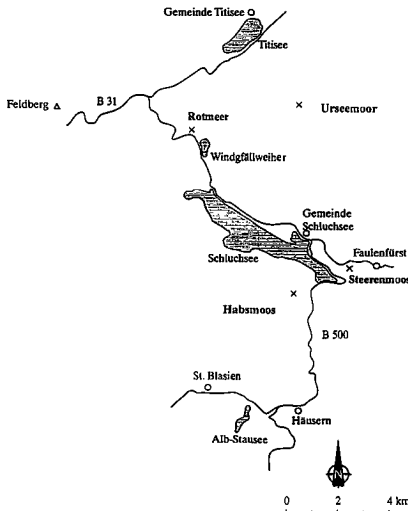 Gemeinde Titisee
Titisee
Feldberg
B 31
Urseemoor
Rotmeer
Windgfällweiher
Gemeinde
Schluchsee
Faulenfürst
Schluchsee
Steerenmoos
Habsmoos
B 500
St. Blasien
Häusern
Alb-Stausee
N
0 2 4 km